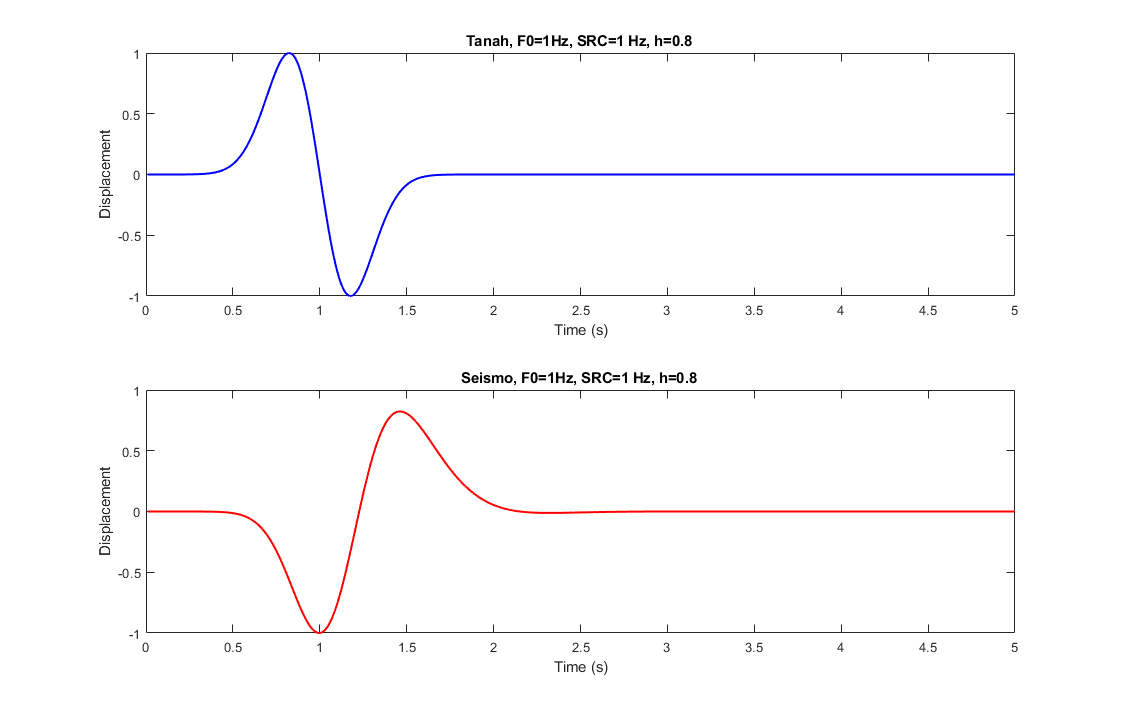 Tanah, F0=1Hz, SRC=1 Hz, h=0.8
1
0.5
0
-0.5
-1
Displacement
0 0.5 1 1.5 2 2.5 3 3.5 4 4.5 5
Time (s)
Seismo, F0=1Hz, SRC=1 Hz, h=0.8
1
0.5
0
-0.5
-1
Displacement
0 0.5 1 1.5 2 2.5 3 3.5 4 4.5 5
Time (s)